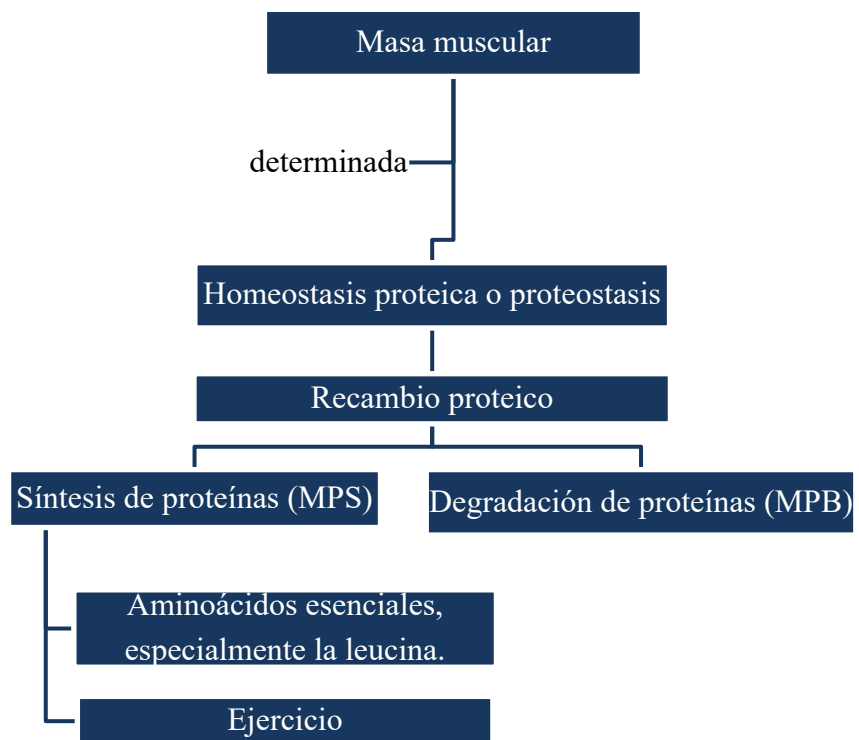 Masa muscular
determinada
Homeostasis proteica o proteostasis
Recambio proteico
Síntesis de proteínas (MPS)
Degradación de proteínas (MPB)
Aminoácidos esenciales,
especialmente la leucina.
Ejercicio